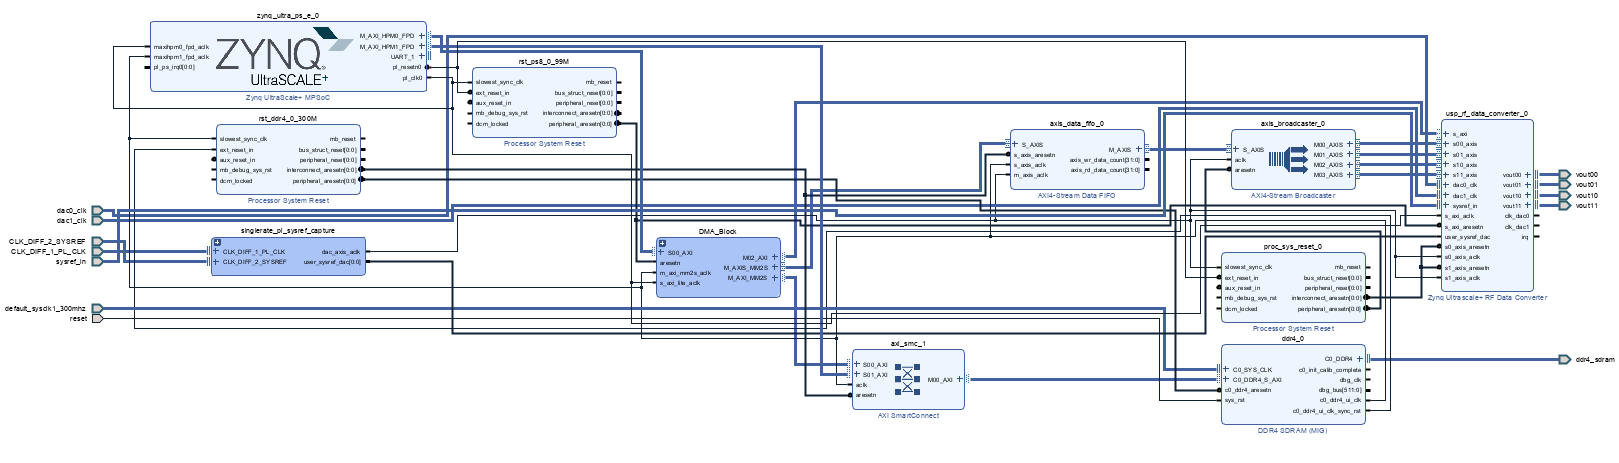 zynq_ultra_ps_e_0
maxihpm0_fpd_aclk
maxihpm1_fpd_aclk
pl_ps_irq0[0:0]
ZYNQ
UltraSCALE+
M_AXI_HPM0_FPD
M_AXI_HPM1_FPD
UART_1
pl_resetn0
pl_clk0
Zynq UltraScale+ MPSoC
rst_ps8_0_99M
slowest_sync_clk
ext_reset_in
aux_reset_in
mb_debug_sys_rst
dcm_locked
mb_reset
bus_struct_reset[0:0]
peripheral_reset[0:0]
interconnect_aresetn[0:0]
peripheral_aresetn[0:0]
Processor System Reset
rst_ddr4_0_300M
slowest_sync_clk
ext_reset_in
aux_reset_in
mb_debug_sys_rst
dcm_locked
mb_reset
bus_struct_reset[0:0]
peripheral_reset[0:0]
interconnect_aresetn[0:0]
peripheral_aresetn[0:0]
Processor System Reset
dac0_clk
dac1_clk
CLK_DIFF_2_SYSREF
CLK_DIFF_1_PL_CLK
sysref_in
default_sysclk1_300mhz
reset
singlerate_pl_sysref_capture
CLK_DIFF_1_PL_CLK
CLK_DIFF_2_SYSREF
dac_axis_aclk
user_sysref_dac[0:0]
DMA_Block
S00_AXI
aresetn
m_axi_mm2s_aclk
s_axi_lite_aclk
M02_AXI
M_AXIS_MM2S
M_AXI_MM2S
axi_smc_1
S00_AXI
S01_AXI
aclk
aresetn
M00_AXI
AXI SmartConnect
axis_data_fifo_0
S_AXIS
s_axis_aresetn
s_axis_aclk
m_axis_aclk
M_AXIS
axis_wr_data_count[31:0]
axis_rd_data_count[31:0]
AXI4-Stream Data FIFO
axis_broadcaster_0
S_AXIS
aclk
aresetn
M00_AXIS
M01_AXIS
M02_AXIS
M03_AXIS
AXI4-Stream Broadcaster
proc_sys_reset_0
slowest_sync_clk
ext_reset_in
aux_reset_in
mb_debug_sys_rst
dcm_locked
mb_reset
bus_struct_reset[0:0]
peripheral_reset[0:0]
interconnect_aresetn[0:0]
peripheral_aresetn[0:0]
Processor System Reset
ddr4_0
C0_SYS_CLK
C0_DDR4_S_AXI
c0_ddr4_aresetn
sys_rst
C0_DDR4
c0_init_calib_complete
dbg_clk
dbg_bus[511:0]
c0_ddr4_ui_clk
c0_ddr4_ui_clk_sync_rst
DDR4 SDRAM (MIG)
usp_rf_data_converter_0
s_axi
s00_axis
s01_axis
s10_axis
s11_axis
dac0_clk
dac1_clk
sysref_in
s_axi_aclk
s_axi_aresetn
user_sysref_dac
s0_axis_aresetn
s0_axis_aclk
s1_axis_aresetn
s1_axis_aclk
vout00
vout01
vout10
vout11
clk_dac0
clk_dac1
irq
Zynq Ultrascale+ RF Data Converter
vout00
vout01
vout10
vout11
ddr4_sdram